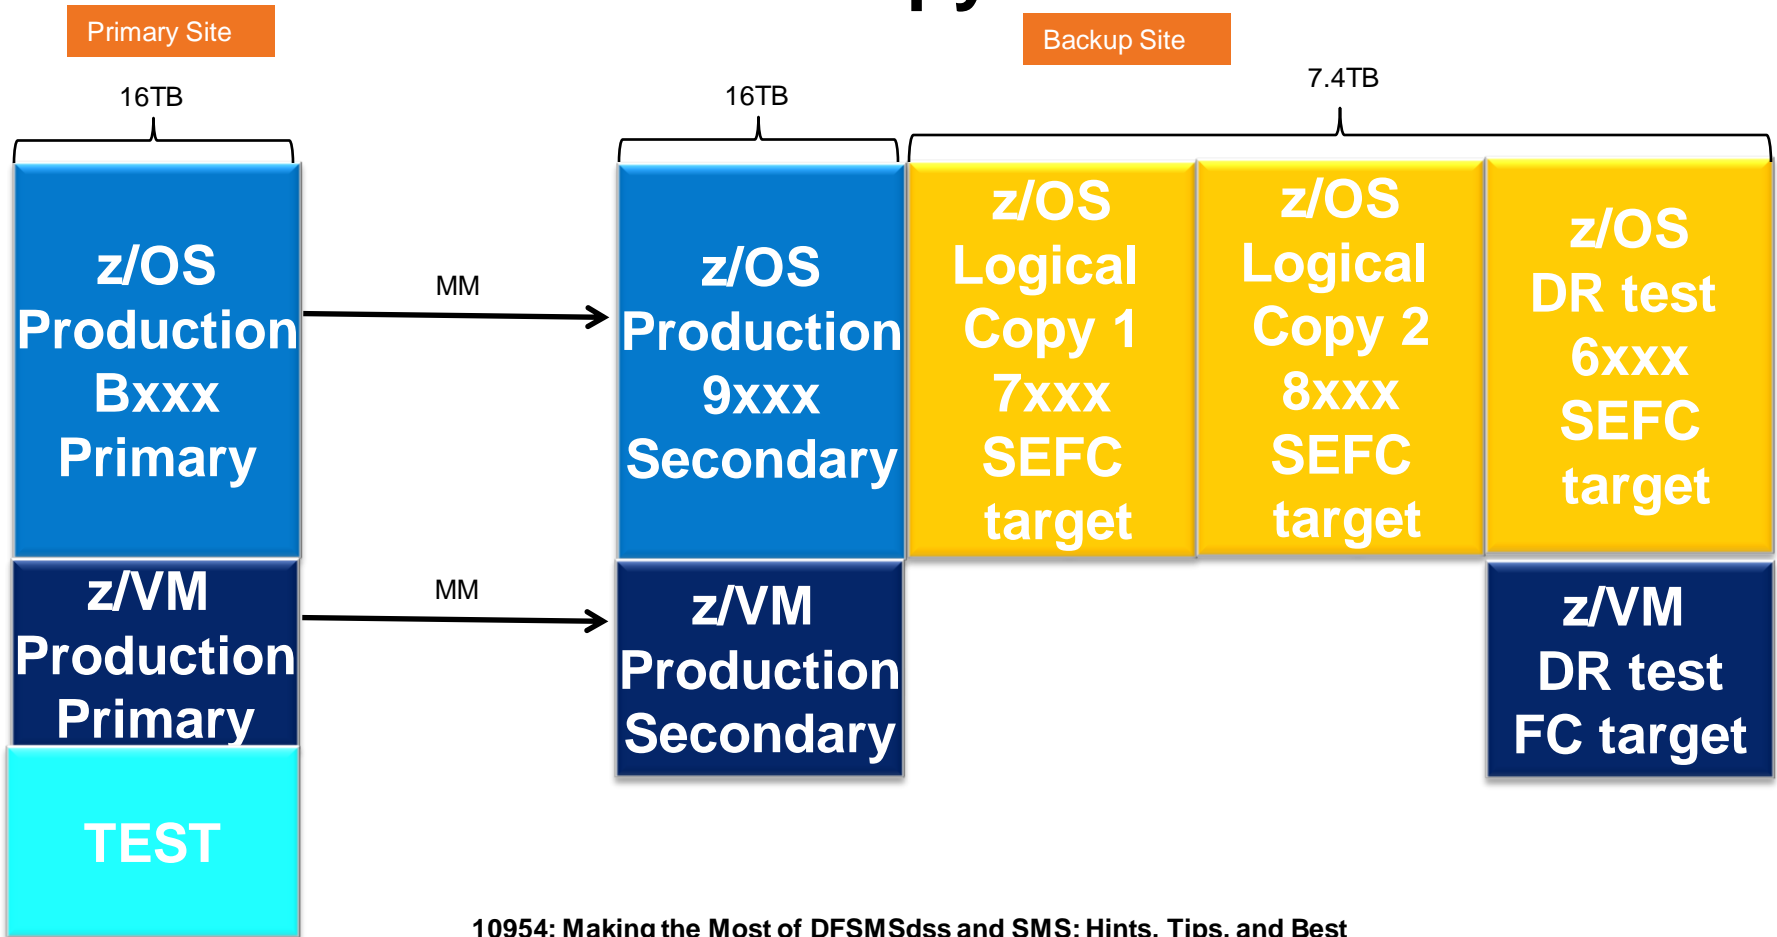 Primary Site
Backup Site
16TB
16TB
7.4TB
z/OS
Production
Bxxx
Primary
MM
z/OS
Production
9xxx
Secondary
z/OS
Logical
Copy 1
7xxx
SEFC
target
z/OS
Logical
Copy 2
8xxx
SEFC
target
z/OS
DR test
6xxx
SEFC
target
z/VM
Production
Primary
MM
z/VM
Production
Secondary
z/VM
DR test
FC target
TEST
10954: Making the Most of DFSMSdss and SMS: Hints, Tips, and Best